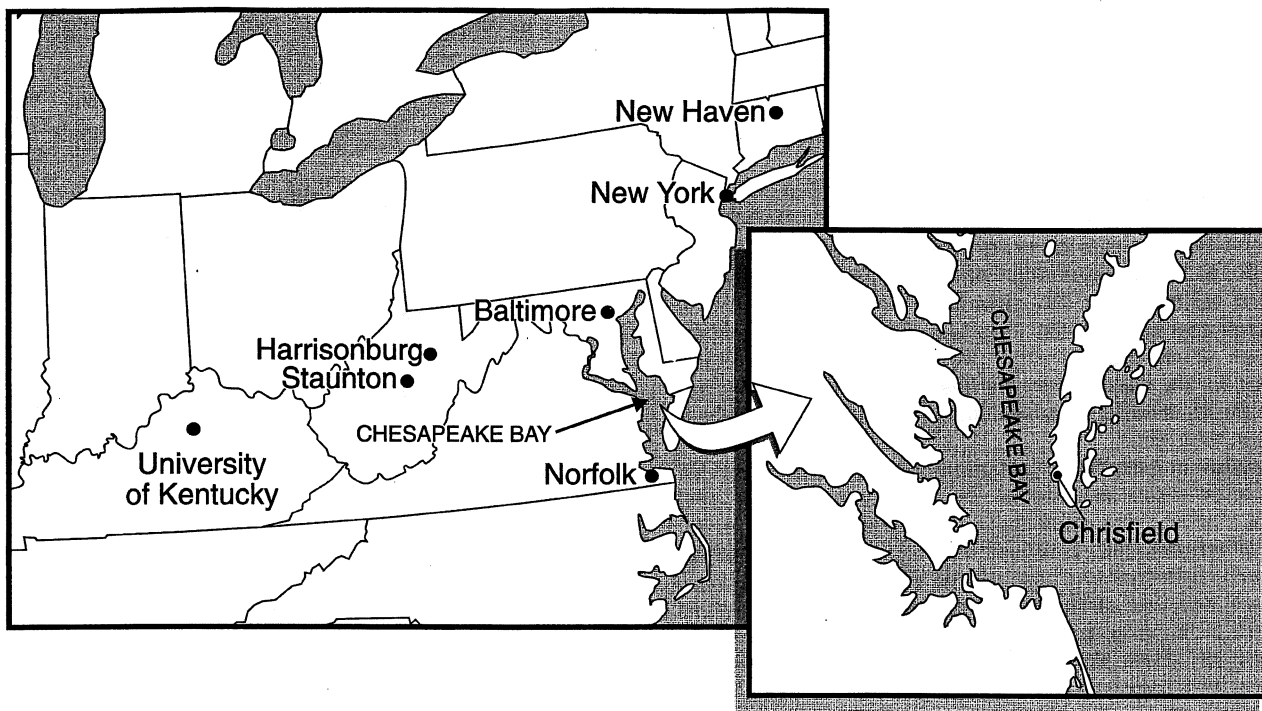 New Haven
New York
Baltimore
Harrisonburg
Staunton
CHESAPEAKE BAY
University
of Kentucky
Norfolk
CHESAPEAKE BAY
Chrisfield